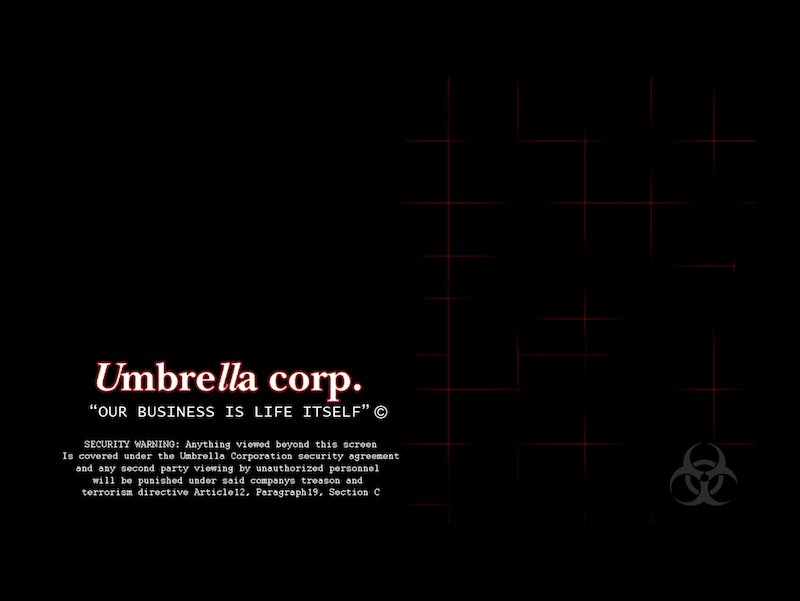 Umbrella corp.
“OUR BUSINESS IS LIFE ITSELF” ©
SECURITY WARNING: Anything viewed beyond this screen
Is covered under the Umbrella Corporation security agreement
and any second party viewing by unauthorized personnel
will be punished under said companys treason and
terrorism directive Article12, Paragraph19, Section C